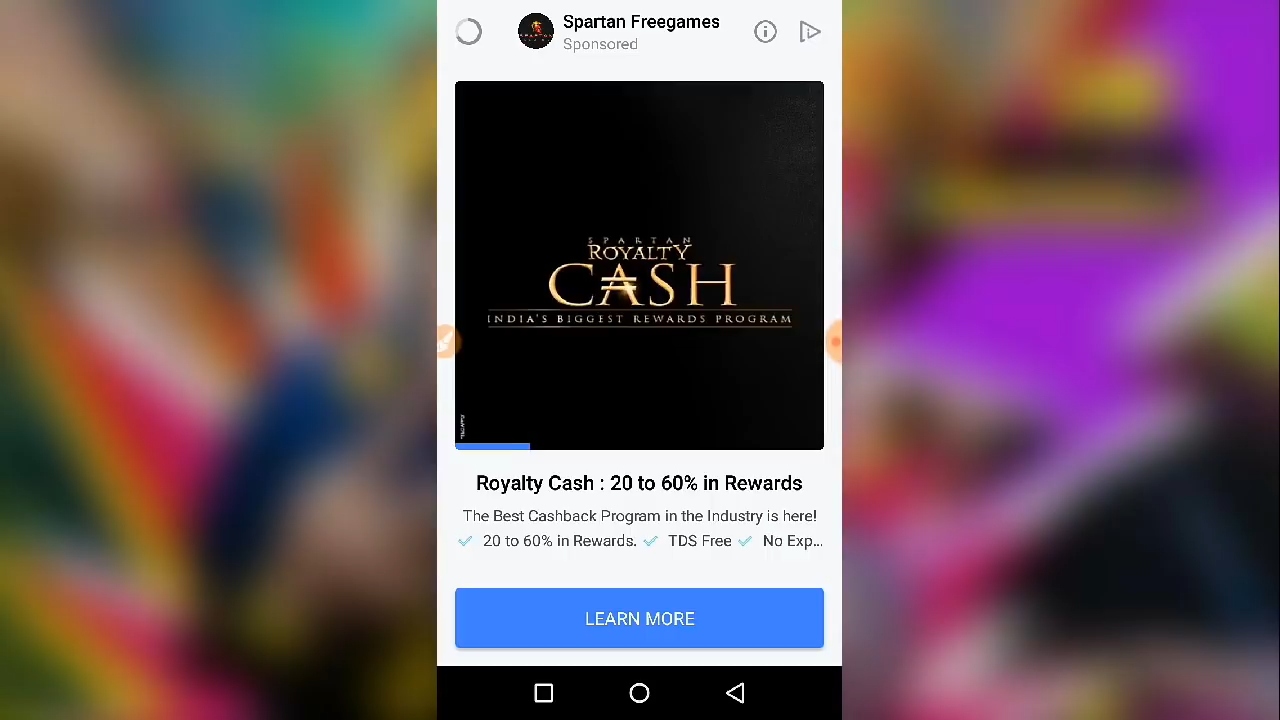 Spartan Freegames
Sponsored
SPARTAN
ROYALTY
CASH
INDIA'S BIGGEST REWARDS PROGRAM
Royalty Cash : 20 to 60% in Rewards
The Best Cashback Program in the Industry is here!
20 to 60% in Rewards. TDS Free No Exp...
LEARN MORE